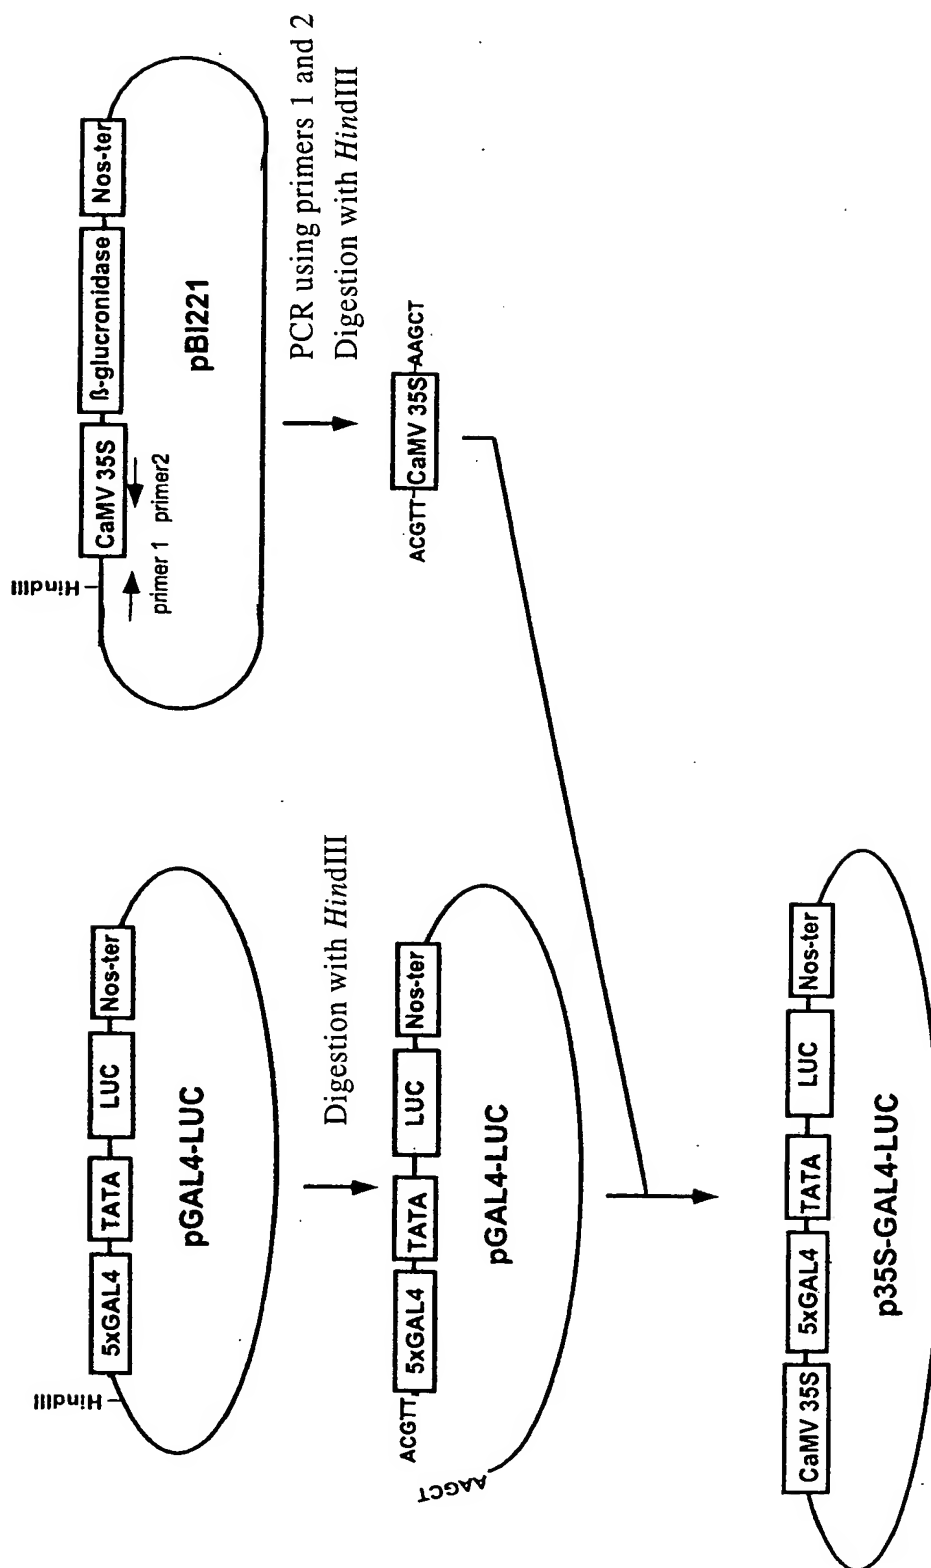 HindIII
5xGAL4
TATA
LUC
Nos-ter
pGAL4-LUC
HindIII
CaMV 35S
ß-glucronidase
Nos-ter
primer 1
primer2
pBI221
Digestion with HindIII
PCR using primers 1 and 2
Digestion with HindIII
ACGTT
AAGCT
5xGAL4
TATA
LUC
Nos-ter
pGAL4-LUC
ACGTT
CaMV 35S
AAGCT
CaMV 35S
5xGAL4
TATA
LUC
Nos-ter
p35S-GAL4-LUC